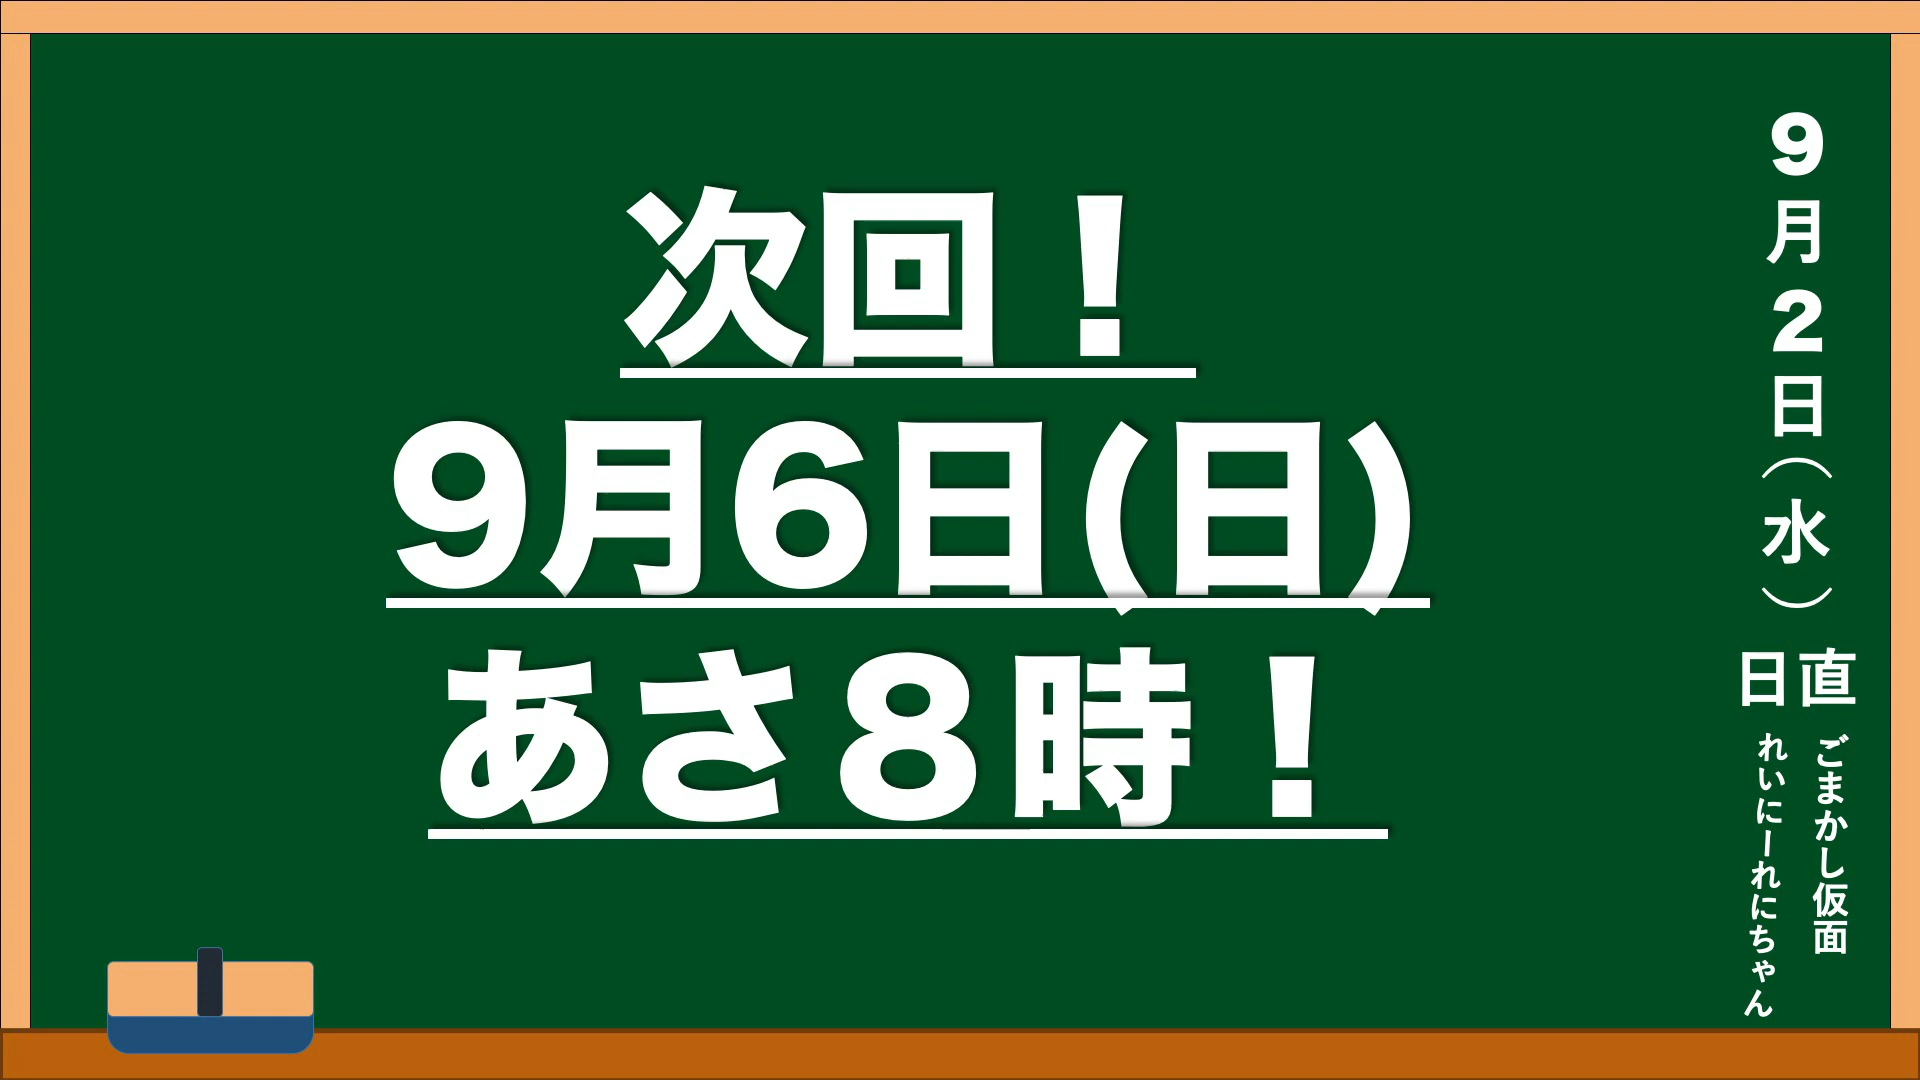 次回！
9月6日(日)
あさ８時！
９月２日（水）
直日
ごまかし仮面
れいにーれにちゃん